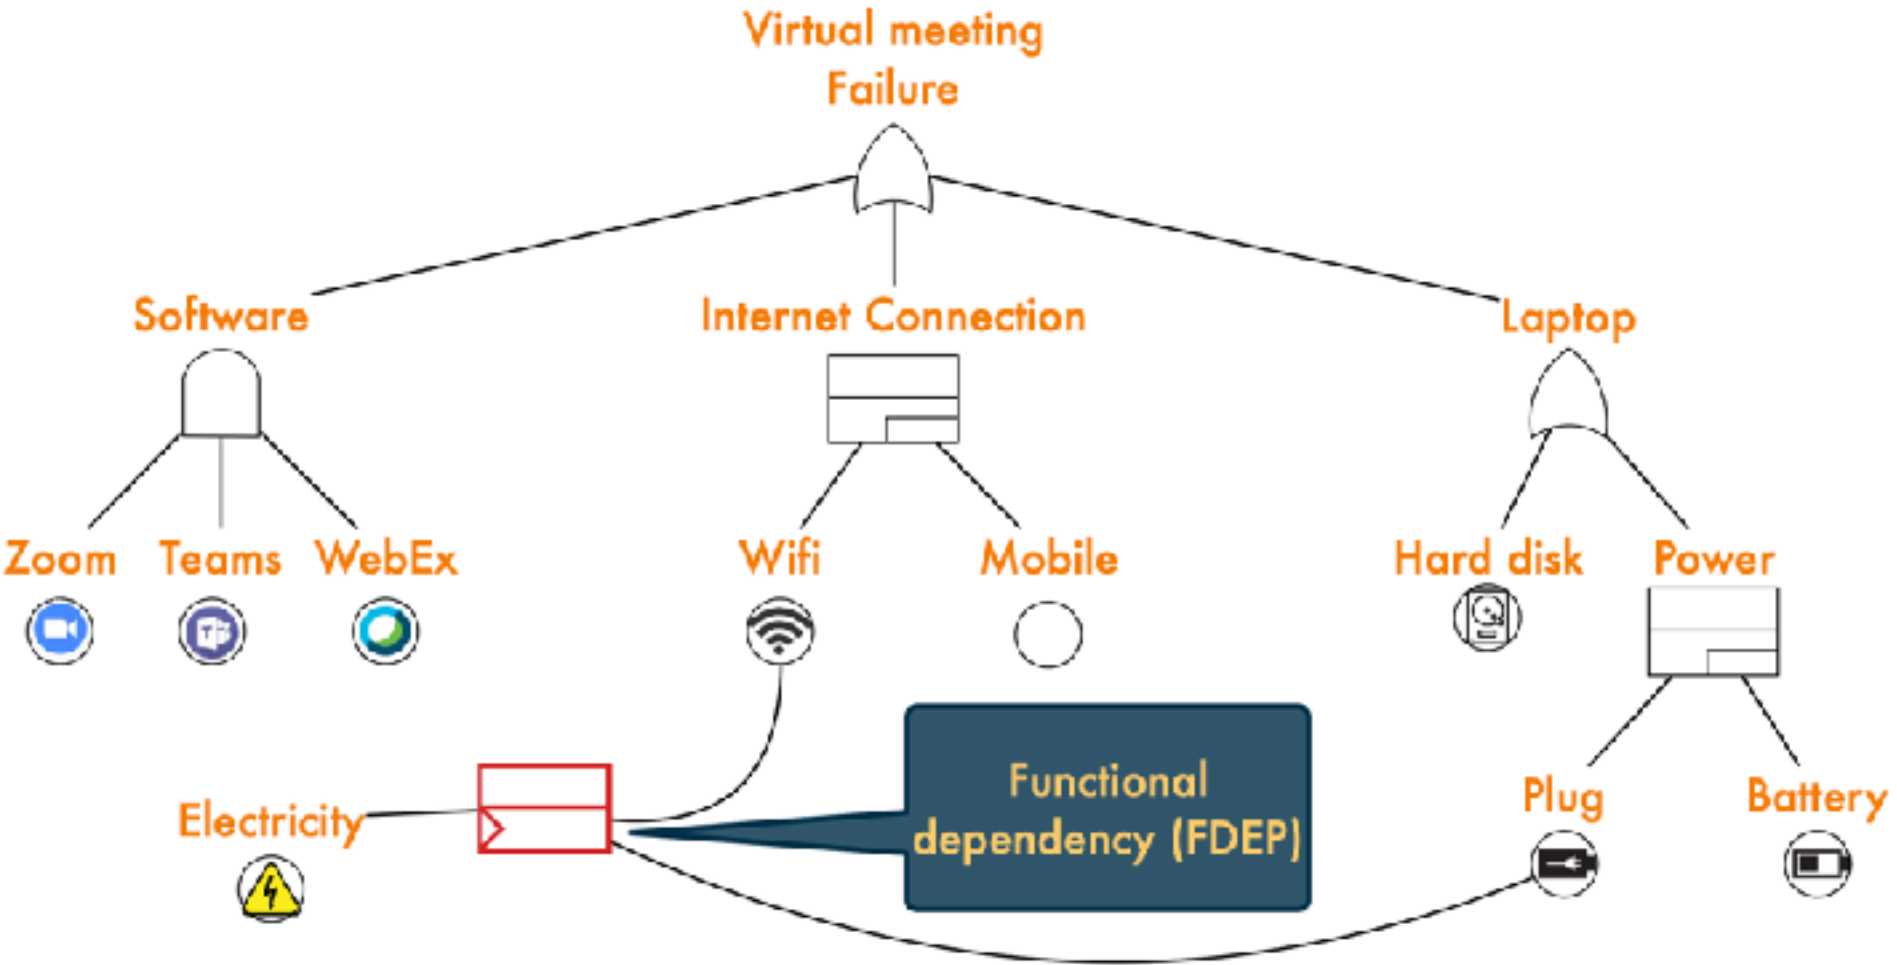 Virtual meeting
Failure
Software
Internet Connection
Laptop
Zoom
Teams
WebEx
Wifi
Mobile
Hard disk
Power
Electricity
Functional
dependency (FDEP)
Plug
Battery